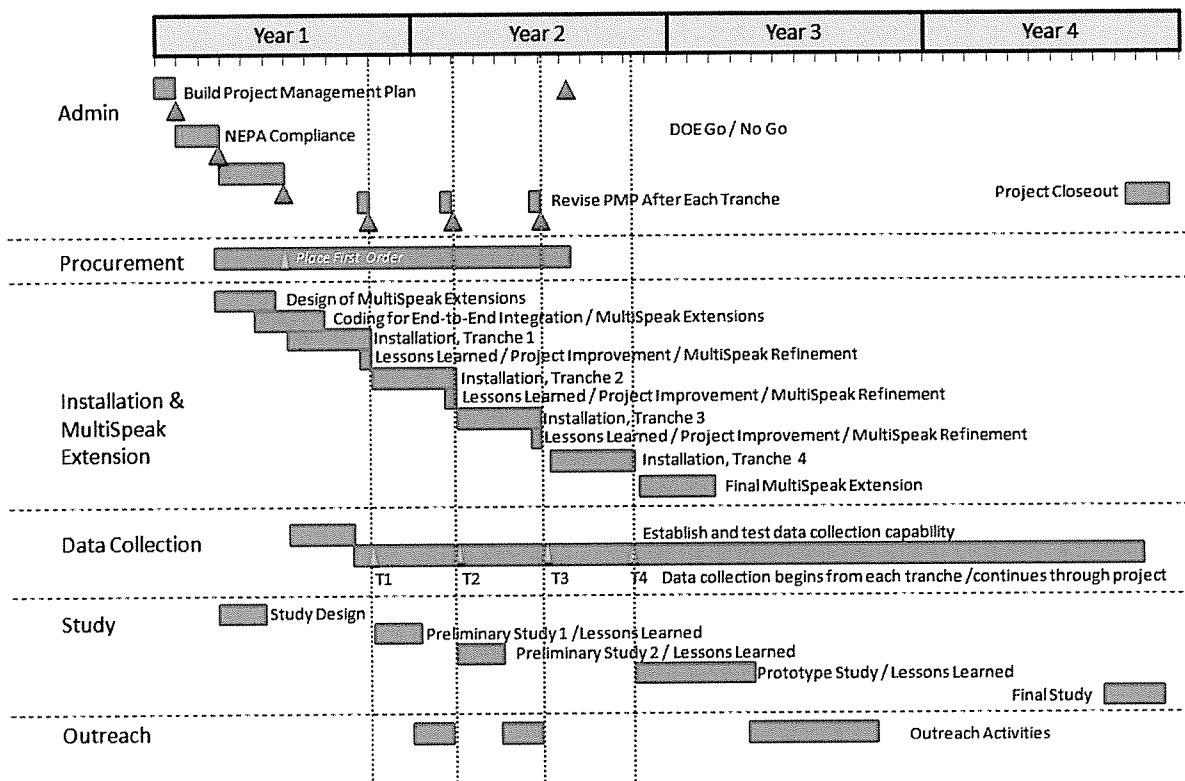 Year 1 Year 2 Year 3 Year 4
Admin
Build Project Management Plan
NEPA Compliance
DOE Go / No Go
Revise PMP After Each Tranche
Project Closeout
Procurement
Place First Order
Installation &
MultiSpeak
Extension
Design of MultiSpeak Extensions
Coding for End-to-End Integration / MultiSpeak Extensions
Installation, Tranche 1
Lessons Learned / Project Improvement / MultiSpeak Refinement
Installation, Tranche 2
Lessons Learned / Project Improvement / MultiSpeak Refinement
Installation, Tranche 3
Lessons Learned / Project Improvement / MultiSpeak Refinement
Installation, Tranche 4
Final MultiSpeak Extension
Data Collection
Establish and test data collection capability
T1 T2 T3 T4 Data collection begins from each tranche / continues through project
Study
Study Design
Preliminary Study 1 / Lessons Learned
Preliminary Study 2 / Lessons Learned
Prototype Study / Lessons Learned
Final Study
Outreach
Outreach Activities